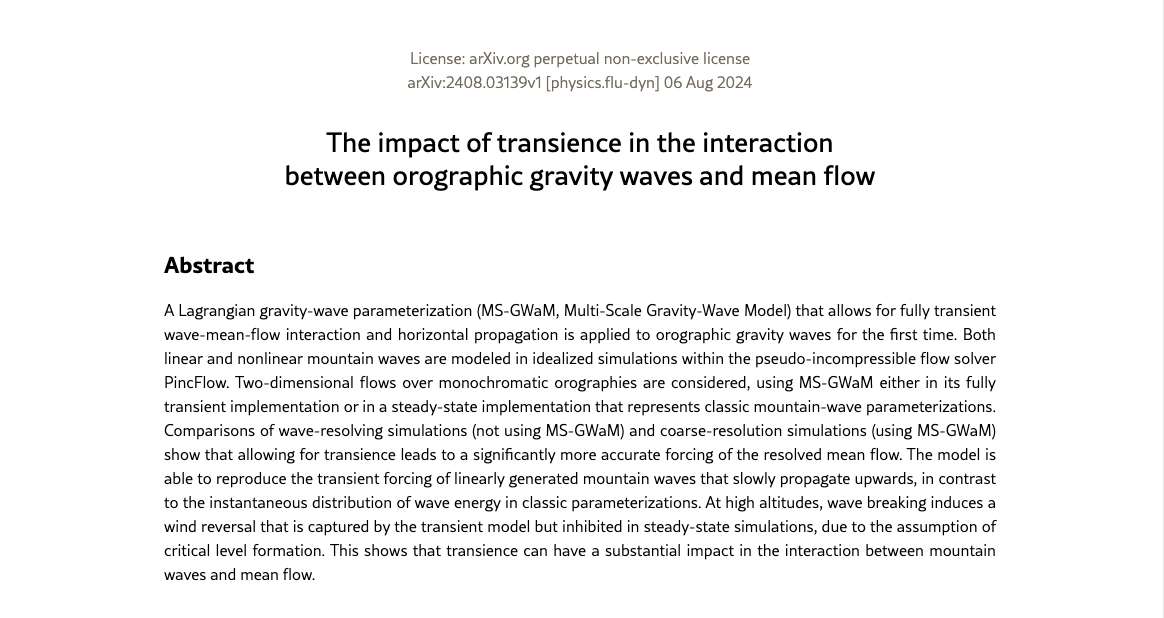 License: arXiv.org perpetual non-exclusive license
arXiv:2408.03139v1 [physics.flu-dyn] 06 Aug 2024
The impact of transience in the interaction
between orographic gravity waves and mean flow
Abstract
A Lagrangian gravity-wave parameterization (MS-GWaM, Multi-Scale Gravity-Wave Model) that allows for fully transient
wave-mean-flow interaction and horizontal propagation is applied to orographic gravity waves for the first time. Both
linear and nonlinear mountain waves are modeled in idealized simulations within the pseudo-incompressible flow solver
PincFlow. Two-dimensional flows over monochromatic orographies are considered, using MS-GWaM either in its fully
transient implementation or in a steady-state implementation that represents classic mountain-wave parameterizations.
Comparisons of wave-resolving simulations (not using MS-GWaM) and coarse-resolution simulations (using MS-GWaM)
show that allowing for transience leads to a significantly more accurate forcing of the resolved mean flow. The model is
able to reproduce the transient forcing of linearly generated mountain waves that slowly propagate upwards, in contrast
to the instantaneous distribution of wave energy in classic parameterizations. At high altitudes, wave breaking induces a
wind reversal that is captured by the transient model but inhibited in steady-state simulations, due to the assumption of
critical level formation. This shows that transience can have a substantial impact in the interaction between mountain
waves and mean flow.